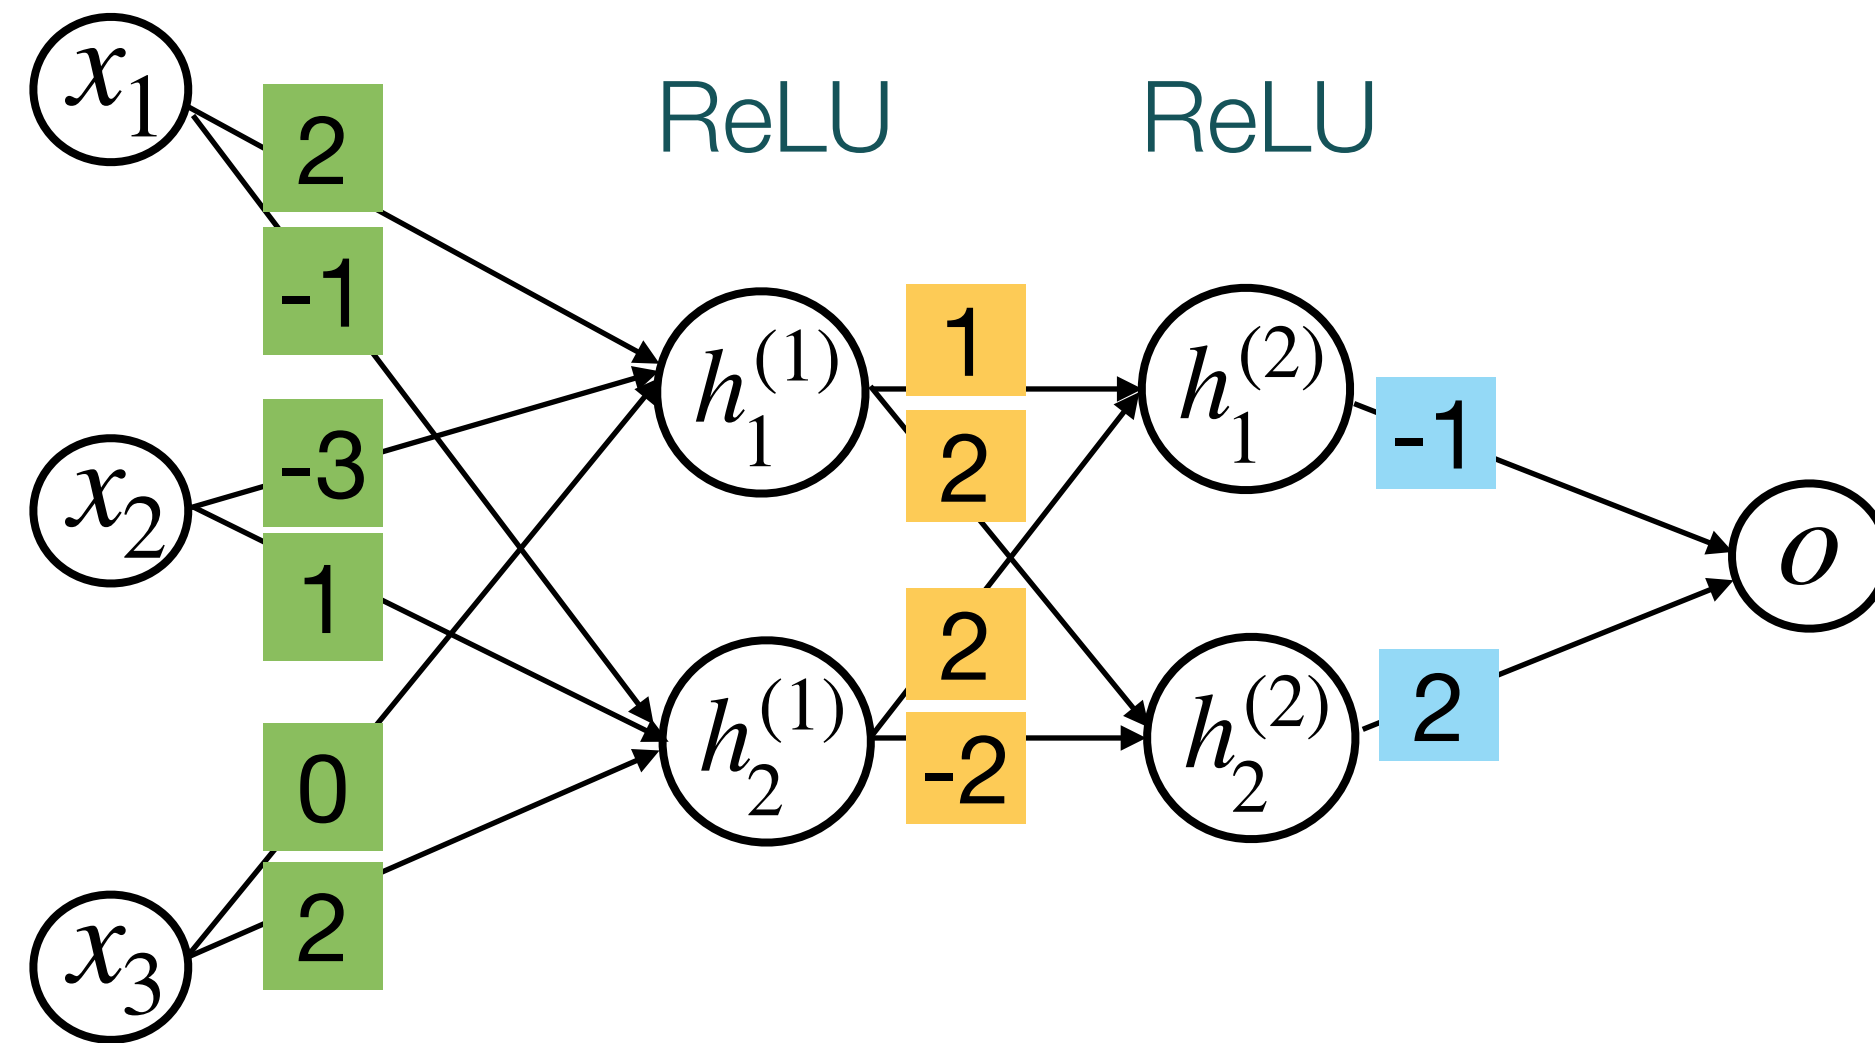 x₁
2
ReLU
ReLU
-1
1
h₁⁽¹⁾
h₁⁽²⁾
-3
2
-1
x₂
o
1
2
h₂⁽¹⁾
h₂⁽²⁾
2
0
-2
2
x₃